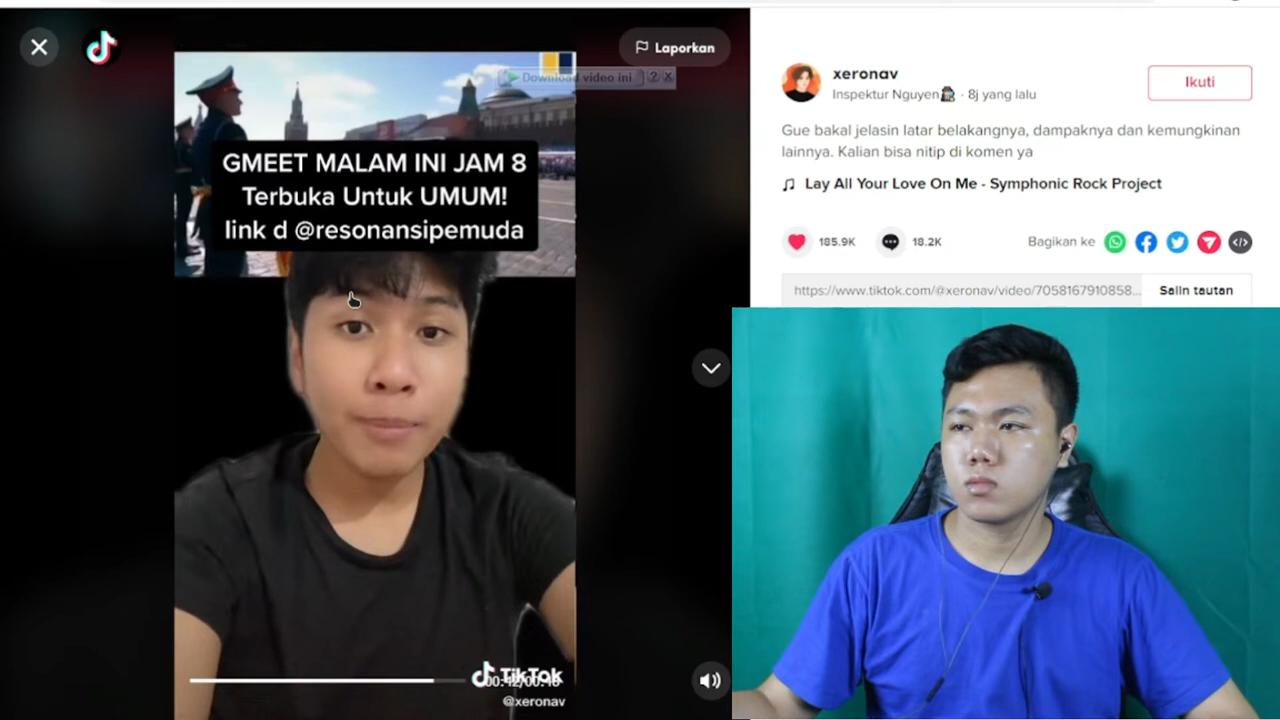 Laporkan
Download video ini
? X
GMEET MALAM INI JAM 8
Terbuka Untuk UMUM!
link d @resonansipemuda
TikTok
@xeronav
xeronav
Inspektur Nguyen · 8j yang lalu
Ikuti
Gue bakal jelasin latar belakangnya, dampaknya dan kemungkinan
lainnya. Kalian bisa nitip di komen ya
Lay All Your Love On Me - Symphonic Rock Project
185.9K
18.2K
Bagikan ke
https://www.tiktok.com/@xeronav/video/7058167910858...
Salin tautan